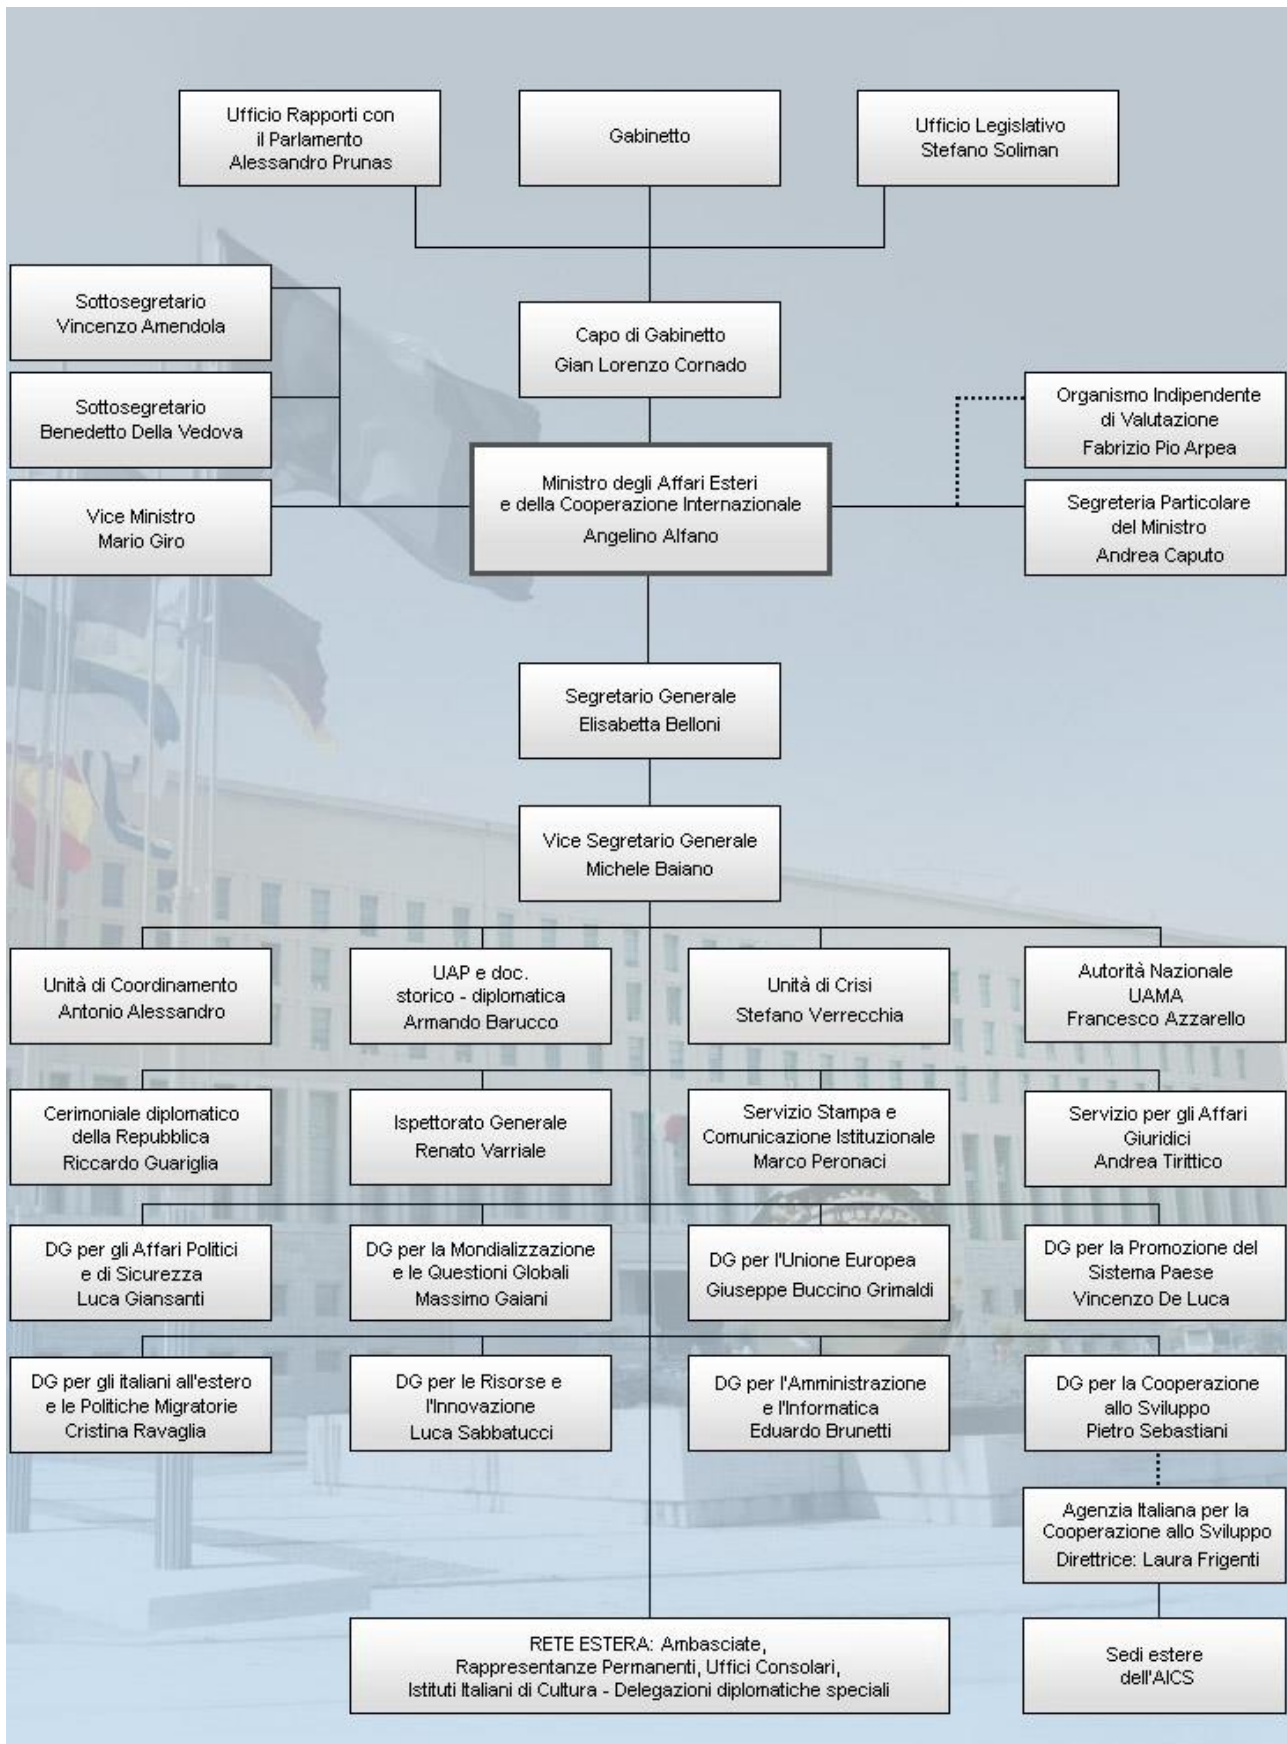 Ufficio Rapporti con
il Parlamento
Alessandro Prunas
Gabinetto
Ufficio Legislativo
Stefano Soliman
Sottosegretario
Vincenzo Amendola
Capo di Gabinetto
Gian Lorenzo Cornado
Sottosegretario
Benedetto Della Vedova
Organismo Indipendente
di Valutazione
Fabrizio Pio Arpea
Vice Ministro
Mario Giro
Ministro degli Affari Esteri
e della Cooperazione Internazionale
Angelino Alfano
Segreteria Particolare
del Ministro
Andrea Caputo
Segretario Generale
Elisabetta Belloni
Vice Segretario Generale
Michele Baiano
Unità di Coordinamento
Antonio Alessandro
UAP e doc.
storico - diplomatica
Armando Barucco
Unità di Crisi
Stefano Verrecchia
Autorità Nazionale
UAMA
Francesco Azzarello
Cerimoniale diplomatico
della Repubblica
Riccardo Guariglia
Ispettorato Generale
Renato Varriale
Servizio Stampa e
Comunicazione Istituzionale
Marco Peronaci
Servizio per gli Affari
Giuridici
Andrea Tirittico
DG per gli Affari Politici
e di Sicurezza
Luca Giansanti
DG per la Mondializzazione
e le Questioni Globali
Massimo Gaiani
DG per l'Unione Europea
Giuseppe Buccino Grimaldi
DG per la Promozione del
Sistema Paese
Vincenzo De Luca
DG per gli italiani all'estero
e le Politiche Migratorie
Cristina Ravaglia
DG per le Risorse e
l'Innovazione
Luca Sabbatucci
DG per l'Amministrazione
e l'Informatica
Eduardo Brunetti
DG per la Cooperazione
allo Sviluppo
Pietro Sebastiani
Agenzia Italiana per la
Cooperazione allo Sviluppo
Direttrice: Laura Frigenti
RETE ESTERA: Ambasciate,
Rappresentanze Permanenti, Uffici Consolari,
Istituti Italiani di Cultura - Delegazioni diplomatiche speciali
Sedi estere
dell'AICS